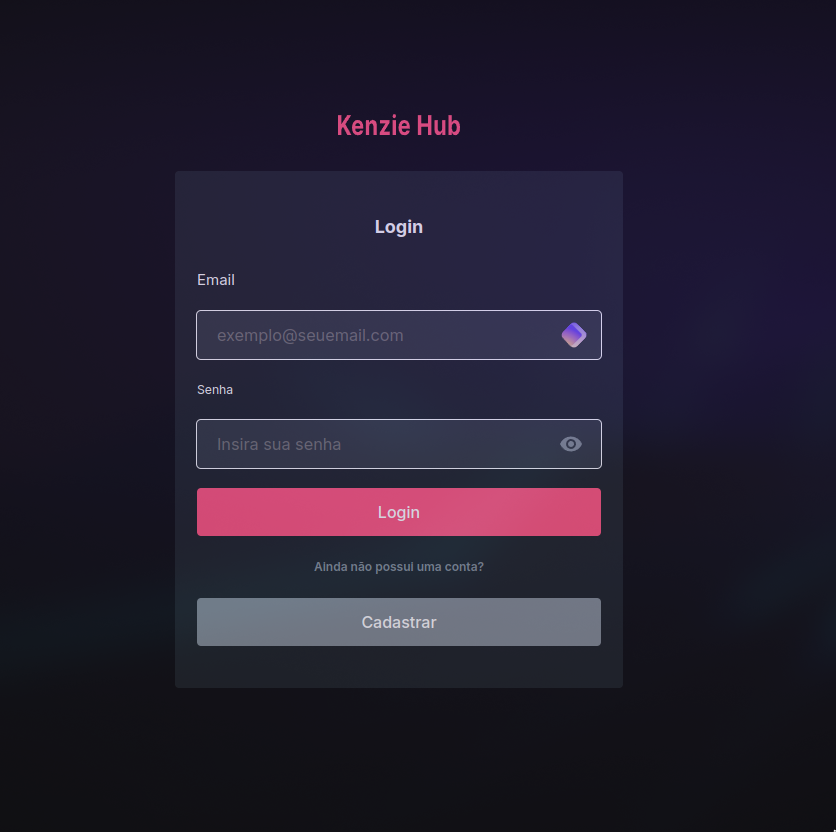 Kenzie Hub
Login
Email
exemplo@seuemail.com
Senha
Insira sua senha
Login
Ainda não possui uma conta?
Cadastrar